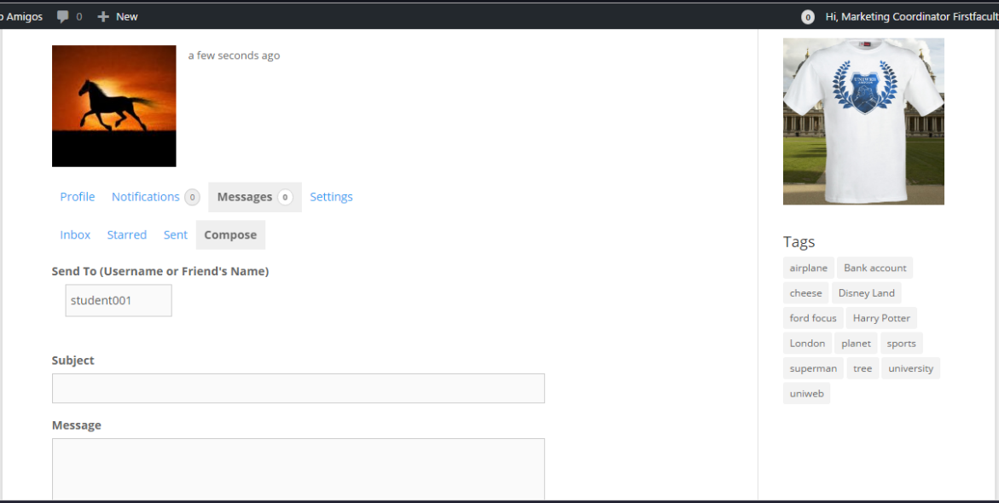 o Amigos 0 + New 0 Hi, Marketing Coordinator Firstfacult
a few seconds ago
UNIWEB
Profile Notifications 0 Messages 0 Settings
Inbox Starred Sent Compose
Send To (Username or Friend's Name)
student001
Subject
Message
Tags
airplane Bank account
cheese Disney Land
ford focus Harry Potter
London planet sports
superman tree university
uniweb